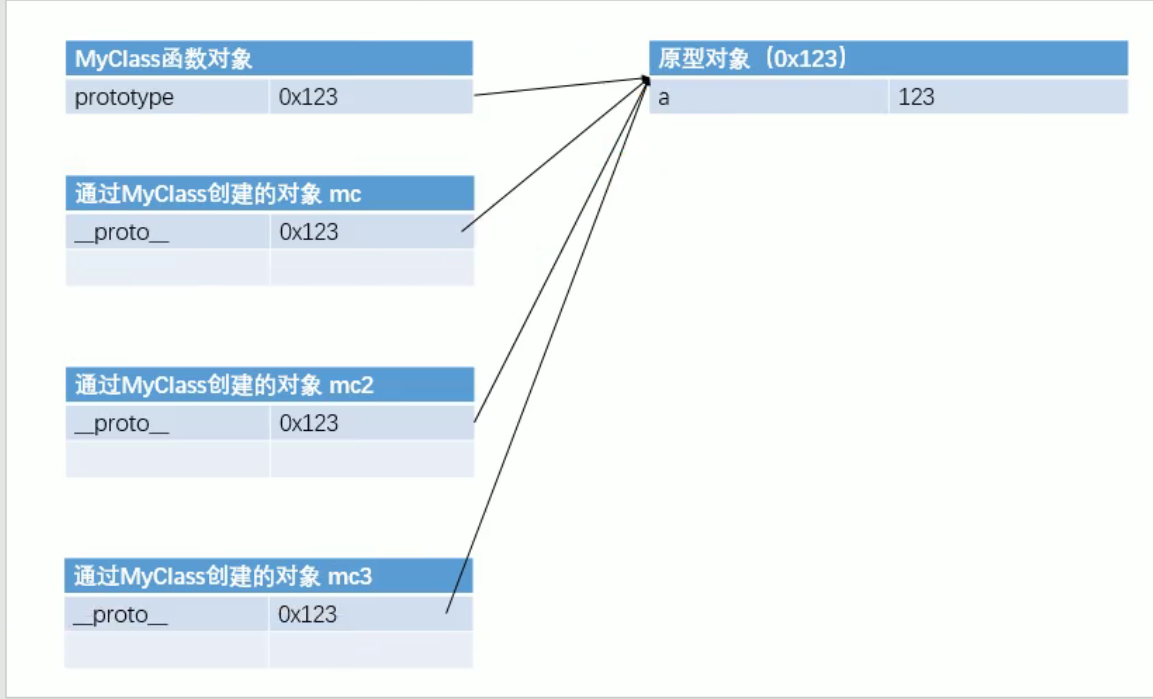 MyClass函数对象
prototype 0x123
原型对象（0x123）
a 123
通过MyClass创建的对象 mc
__proto__ 0x123
通过MyClass创建的对象 mc2
__proto__ 0x123
通过MyClass创建的对象 mc3
__proto__ 0x123